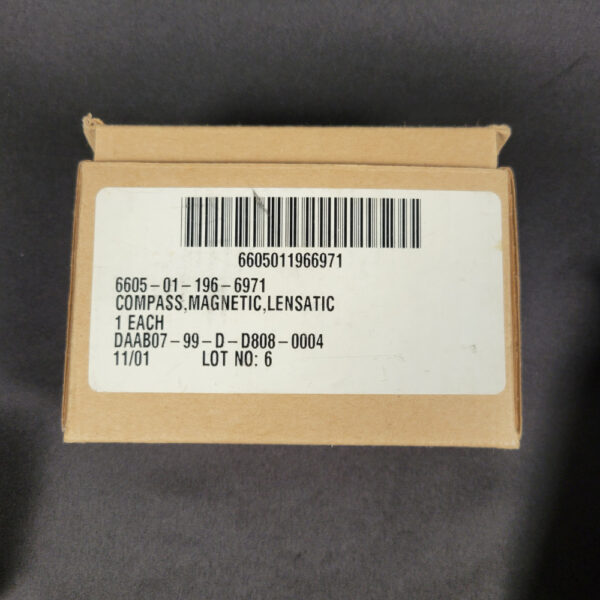 6605011966971
6605-01-196-6971
COMPASS,MAGNETIC,LENSATIC
1 EACH
DAAB07-99-D-D808-0004
11/01 LOT NO: 6